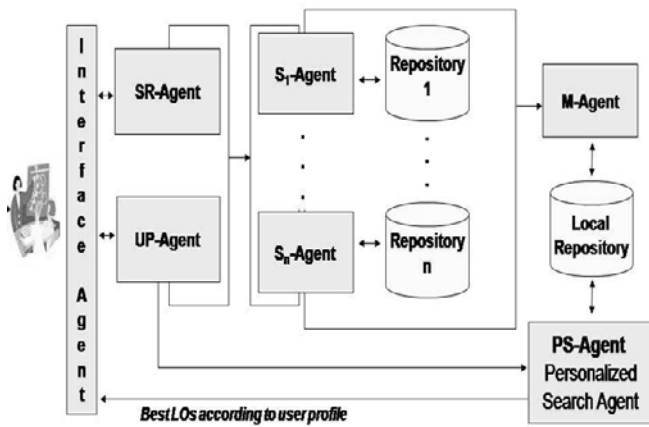 Interface Agent
SR-Agent
S1-Agent
Repository
1
M-Agent
UP-Agent
Sn-Agent
Repository
n
Local
Repository
PS-Agent
Personalized
Search Agent
Best LOs according to user profile